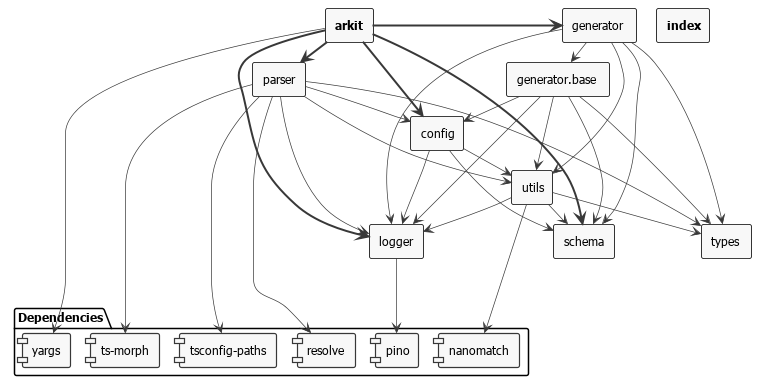 arkit
generator
index
parser
generator.base
config
utils
logger
schema
types
Dependencies
yargs
ts-morph
tsconfig-paths
resolve
pino
nanomatch